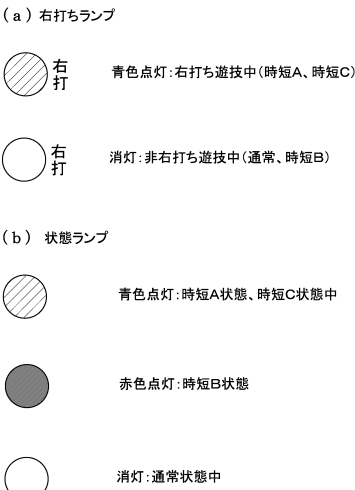 (a) 右打ちランプ
右打 青色点灯：右打ち遊技中（時短A、時短C）
右打 消灯：非右打ち遊技中（通常、時短B）
(b) 状態ランプ
青色点灯：時短A状態、時短C状態中
赤色点灯：時短B状態
消灯：通常状態中